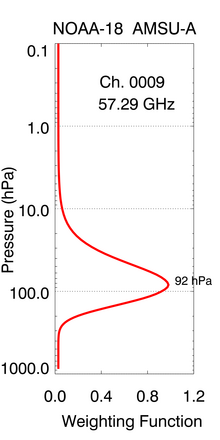 NOAA-18 AMSU-A
0.1
Ch. 0009
57.29 GHz
1.0
10.0
Pressure (hPa)
92 hPa
100.0
1000.0
0.0 0.4 0.8 1.2
Weighting Function